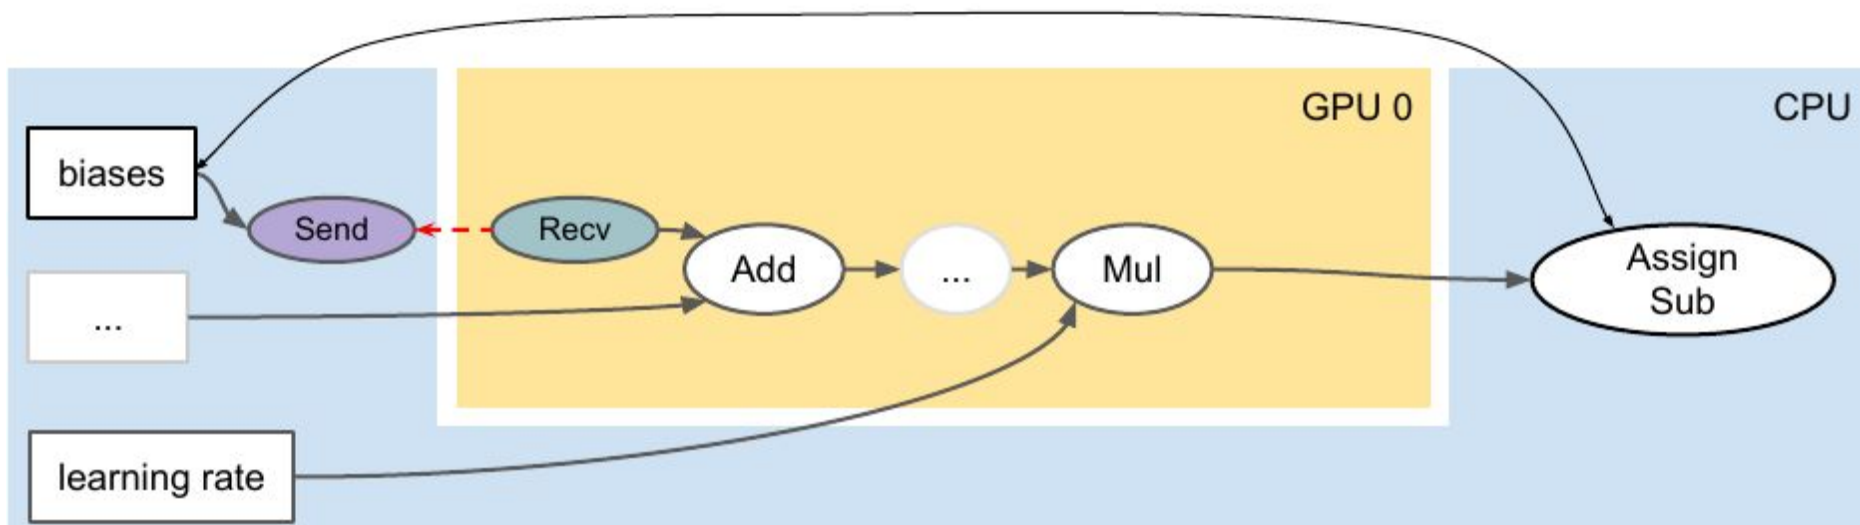 GPU 0
CPU
biases
Send
Recv
Add
...
Mul
Assign
Sub
...
learning rate